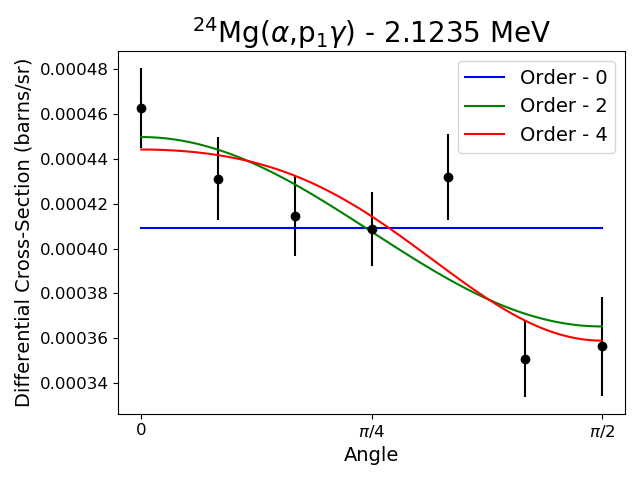 ²⁴Mg(α,p₁γ) - 2.1235 MeV
Differential Cross-Section (barns/sr)
0.00048
0.00046
0.00044
0.00042
0.00040
0.00038
0.00036
0.00034
Order - 0
Order - 2
Order - 4
0
π/4
π/2
Angle